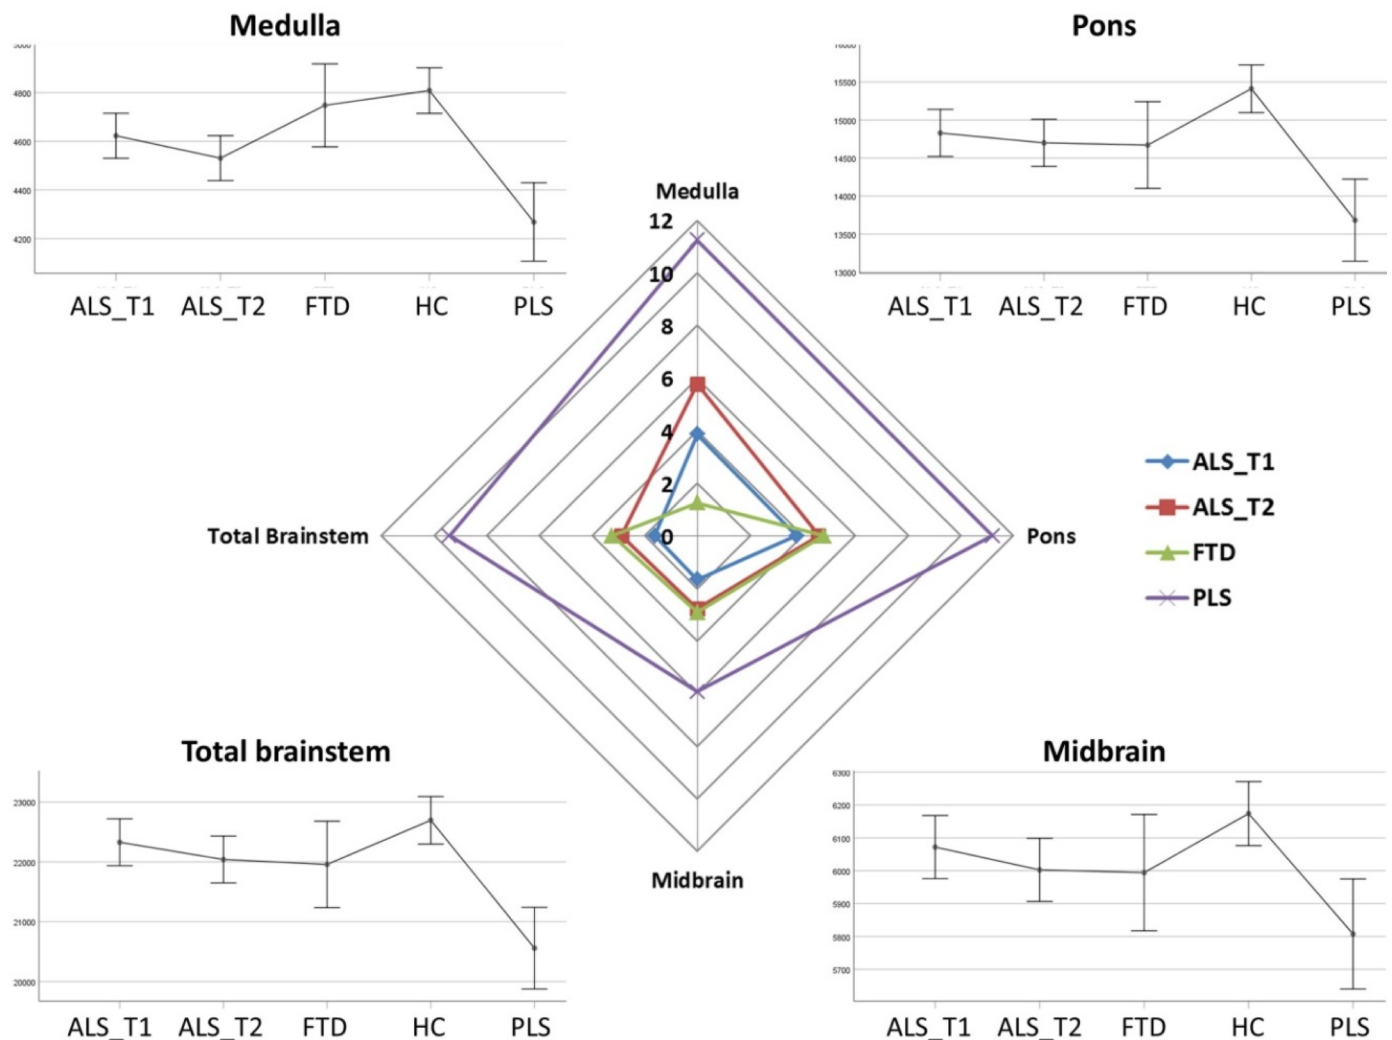 Medulla
5000
4800
4600
4400
4200
ALS_T1 ALS_T2 FTD HC PLS
Pons
16000
15500
15000
14500
14000
13500
13000
ALS_T1 ALS_T2 FTD HC PLS
Medulla
12
10
8
6
4
2
0
Total Brainstem
Pons
Midbrain
ALS_T1
ALS_T2
FTD
PLS
Total brainstem
23000
22000
21000
20000
ALS_T1 ALS_T2 FTD HC PLS
Midbrain
6300
6200
6100
6000
5900
5800
5700
ALS_T1 ALS_T2 FTD HC PLS